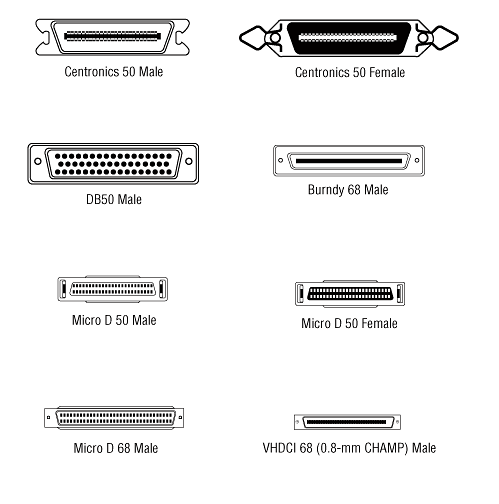 Centronics 50 Male
Centronics 50 Female
DB50 Male
Burndy 68 Male
Micro D 50 Male
Micro D 50 Female
Micro D 68 Male
VHDCI 68 (0.8-mm CHAMP) Male